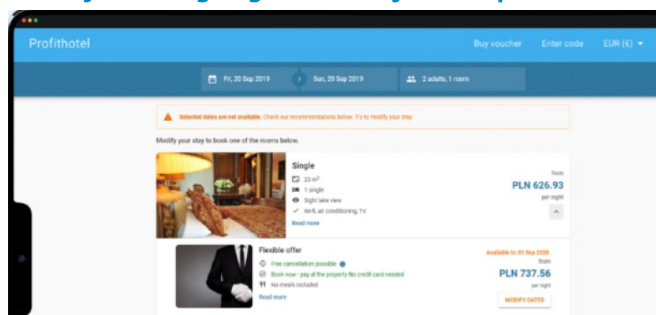 Profithotel
Buy voucher
Enter code
EUR (€)
Fri, 20 Sep 2019
Sun, 29 Sep 2019
2 adults, 1 room
Selected dates are not available. Check our recommendations below. Try to modify your stay.
Modify your stay to book one of the rooms below.
Single
23 m²
1 single
Sight lake view
Wi-fi, air conditioning, TV
Read more
from
PLN 626.93
per night
Flexible offer
Free cancellation possible
Book now - pay at the property No credit card needed
No meals included
Read more
Available to 20 Sep 2020.
from
PLN 737.56
per night
MODIFY DATES